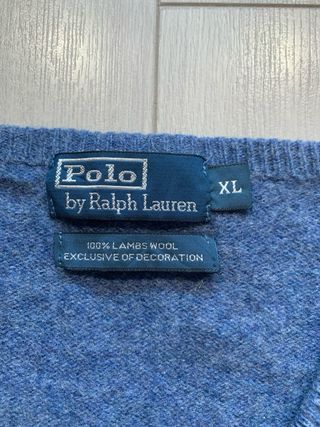 Polo
by Ralph Lauren
XL
100% LAMBS WOOL
EXCLUSIVE OF DECORATION